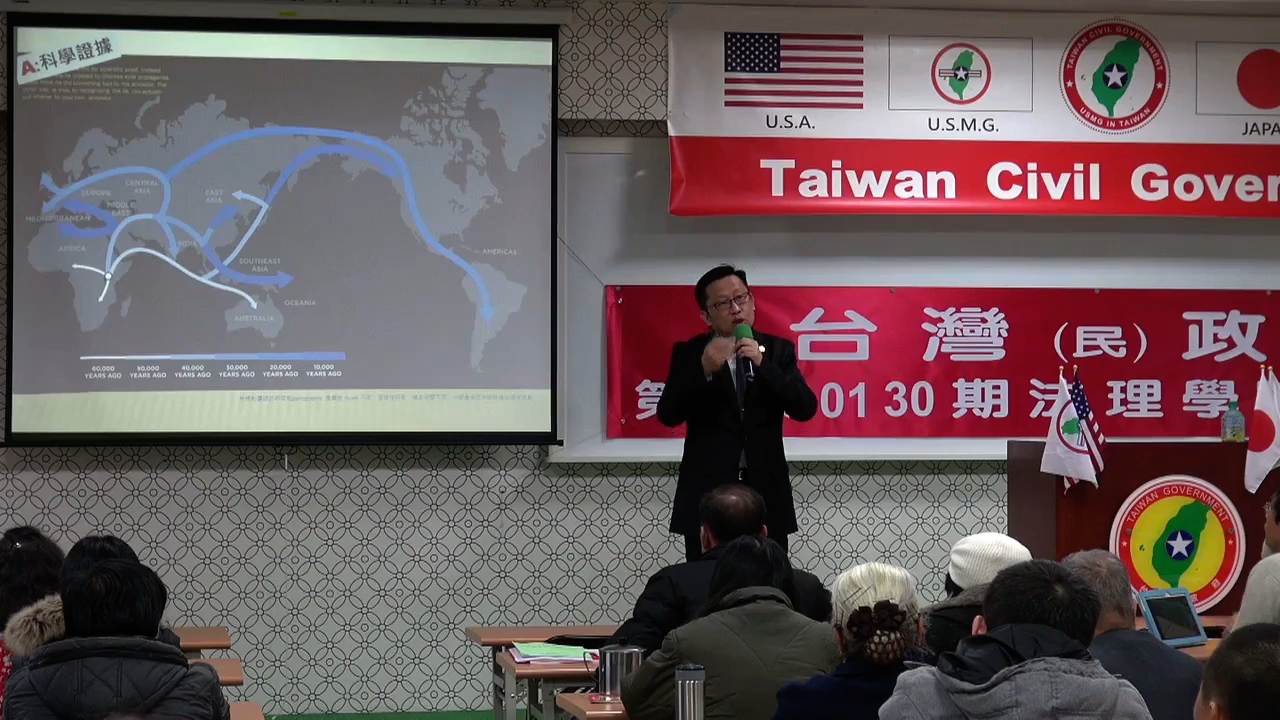 A:科學證據
EUROPE
CENTRAL
ASIA
EAST
ASIA
MIDDLE
EAST
MEDITERRANEAN
AFRICA
INDIA
SOUTHEAST
ASIA
OCEANIA
AUSTRALIA
AMERICAS
60,000
YEARS AGO
50,000
YEARS AGO
40,000
YEARS AGO
30,000
YEARS AGO
20,000
YEARS AGO
10,000
YEARS AGO
U.S.A.
U.S.M.G.
TAIWAN CIVIL GOVERNMENT
USMG IN TAIWAN
JAPA
Taiwan Civil Gover
台灣(民)政
第 01 30 期法理學
TAIWAN GOVERNMENT